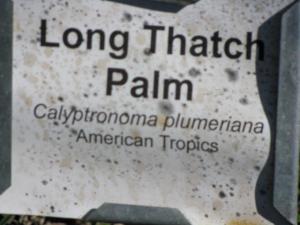 Long Thatch
Palm
Calyptronoma plumeriana
American Tropics